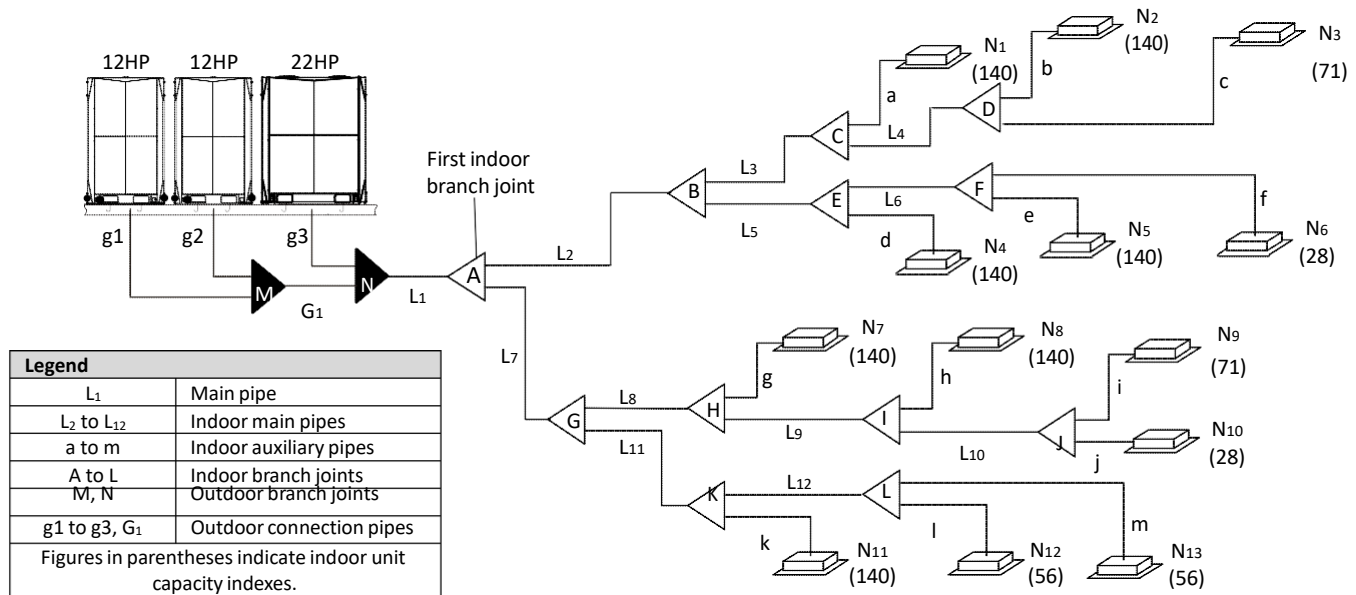 12HP
12HP
22HP
First indoor
branch joint
g1
g2
g3
M
N
G1
L1
A
L2
B
L3
C
a
N1
(140)
L4
D
b
N2
(140)
c
N3
(71)
L5
E
L6
F
d
N4
(140)
e
N5
(140)
f
N6
(28)
L7
G
L8
H
g
N7
(140)
L9
I
h
N8
(140)
L10
J
i
N9
(71)
j
N10
(28)
L11
K
L12
L
k
N11
(140)
l
N12
(56)
m
N13
(56)
Legend
L1 Main pipe
L2 to L12 Indoor main pipes
a to m Indoor auxiliary pipes
A to L Indoor branch joints
M, N Outdoor branch joints
g1 to g3, G1 Outdoor connection pipes
Figures in parentheses indicate indoor unit
capacity indexes.